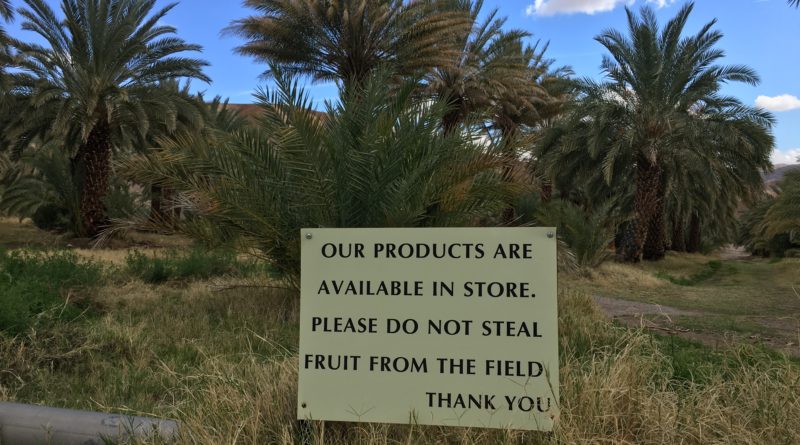 OUR PRODUCTS ARE
AVAILABLE IN STORE.
PLEASE DO NOT STEAL
FRUIT FROM THE FIELD
THANK YOU